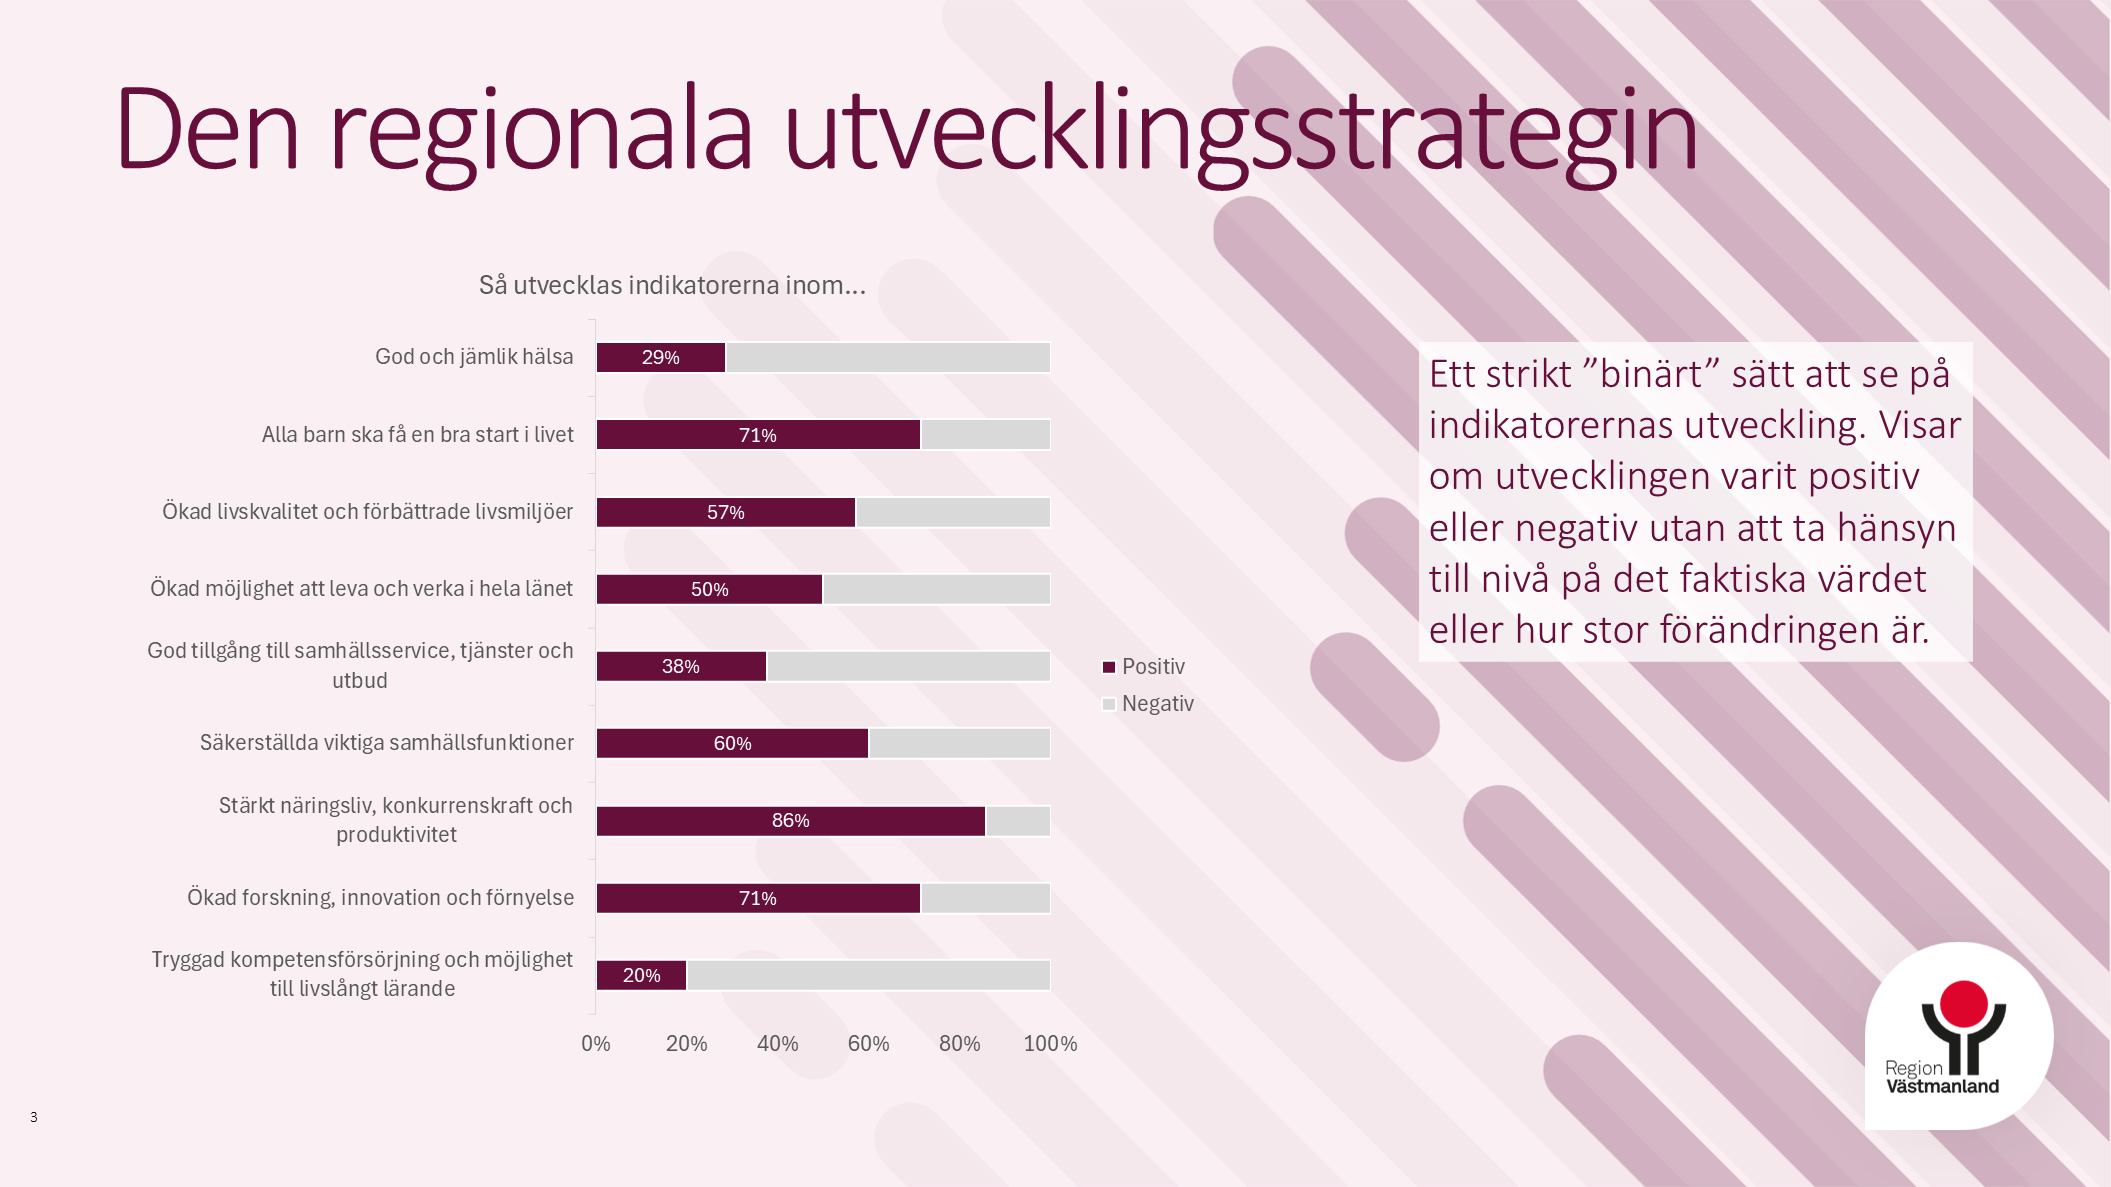 Den regionala utvecklingsstrategin
Så utvecklas indikatorerna inom...
God och jämlik hälsa
29%
Alla barn ska få en bra start i livet
71%
Ökad livskvalitet och förbättrade livsmiljöer
57%
Ökad möjlighet att leva och verka i hela länet
50%
God tillgång till samhällsservice, tjänster och
utbud
38%
Säkerställda viktiga samhällsfunktioner
60%
Stärkt näringsliv, konkurrenskraft och
produktivitet
86%
Ökad forskning, innovation och förnyelse
71%
Tryggad kompetensförsörjning och möjlighet
till livslångt lärande
20%
0% 20% 40% 60% 80% 100%
Positiv
Negativ
Ett strikt ”binärt” sätt att se på
indikatorernas utveckling. Visar
om utvecklingen varit positiv
eller negativ utan att ta hänsyn
till nivå på det faktiska värdet
eller hur stor förändringen är.
Region
Västmanland
3